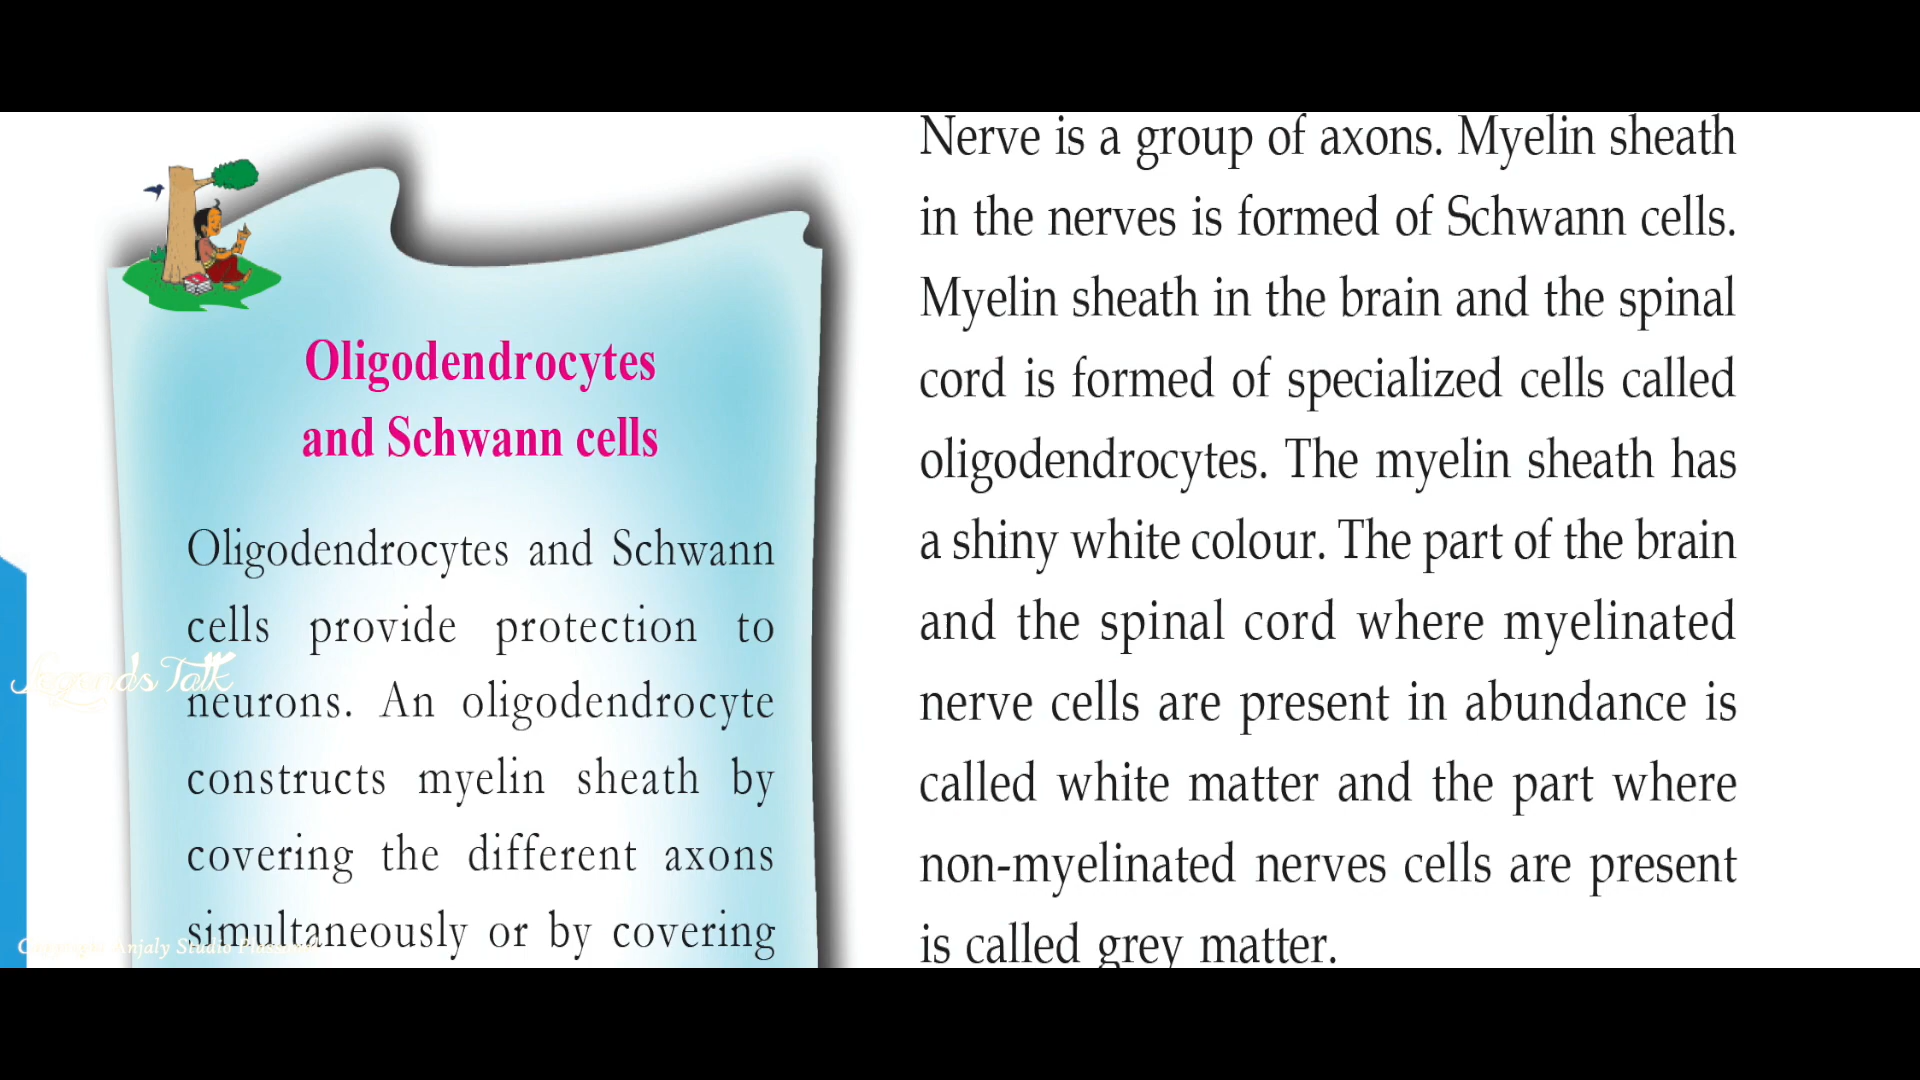 Oligodendrocytes
and Schwann cells
Oligodendrocytes and Schwann
cells provide protection to
neurons. An oligodendrocyte
constructs myelin sheath by
covering the different axons
simultaneously or by covering
Nerve is a group of axons. Myelin sheath
in the nerves is formed of Schwann cells.
Myelin sheath in the brain and the spinal
cord is formed of specialized cells called
oligodendrocytes. The myelin sheath has
a shiny white colour. The part of the brain
and the spinal cord where myelinated
nerve cells are present in abundance is
called white matter and the part where
non-myelinated nerves cells are present
is called grey matter.
Legends Talk
Copyright Anjaly Studio